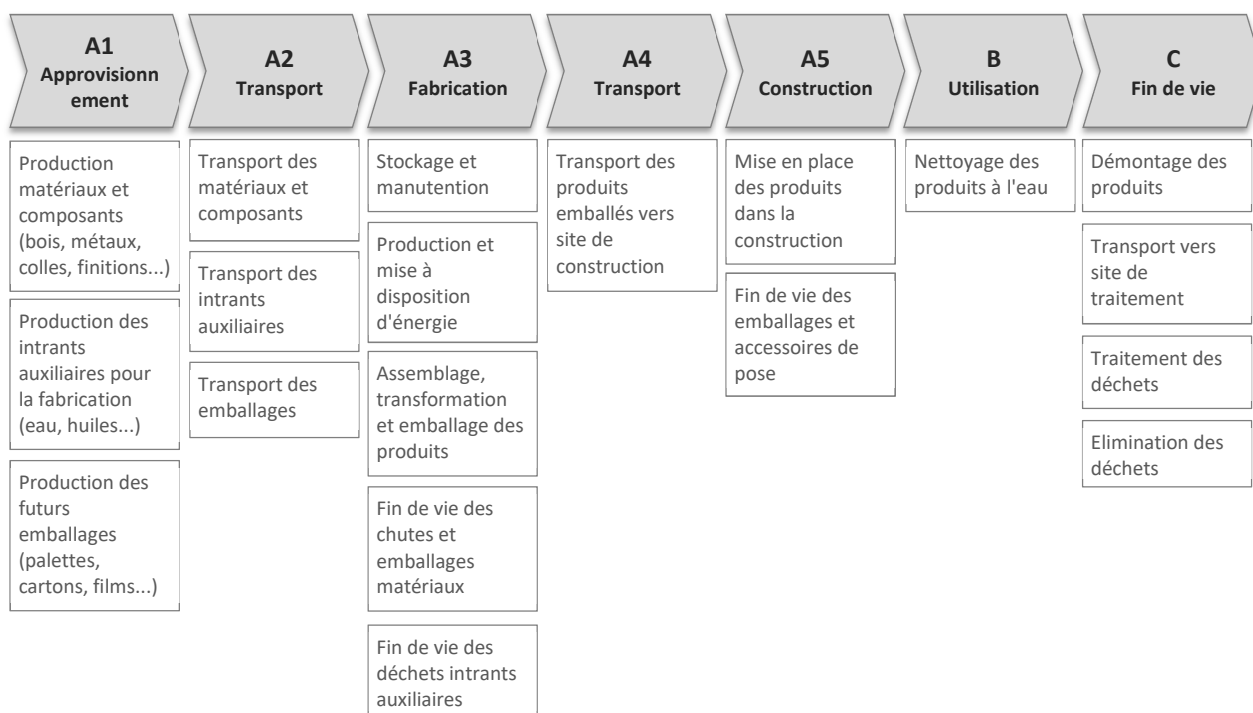 A1
Approvisionn
ement
A2
Transport
A3
Fabrication
A4
Transport
A5
Construction
B
Utilisation
C
Fin de vie
Production
matériaux et
composants
(bois, métaux,
colles, finitions...)
Production des
intrants
auxiliaires pour
la fabrication
(eau, huiles...)
Production des
futurs
emballages
(palettes,
cartons, films...)
Transport des
matériaux et
composants
Transport des
intrants
auxiliaires
Transport des
emballages
Stockage et
manutention
Production et
mise à
disposition
d'énergie
Assemblage,
transformation
et emballage des
produits
Fin de vie des
chutes et
emballages
matériaux
Fin de vie des
déchets intrants
auxiliaires
Transport des
produits
emballés vers
site de
construction
Mise en place
des produits
dans la
construction
Fin de vie des
emballages et
accessoires de
pose
Nettoyage des
produits à l'eau
Démontage des
produits
Transport vers
site de
traitement
Traitement des
déchets
Elimination des
déchets